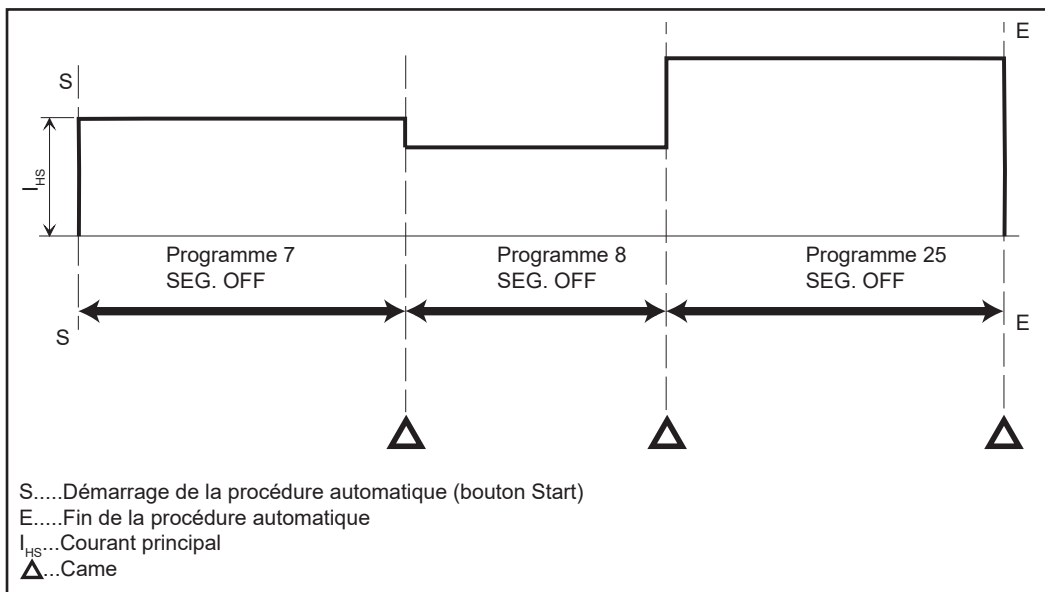 E
S
I_HS
Programme 7
SEG. OFF
Programme 8
SEG. OFF
Programme 25
SEG. OFF
S
E
S.....Démarrage de la procédure automatique (bouton Start)
E.....Fin de la procédure automatique
I_HS...Courant principal
△...Came